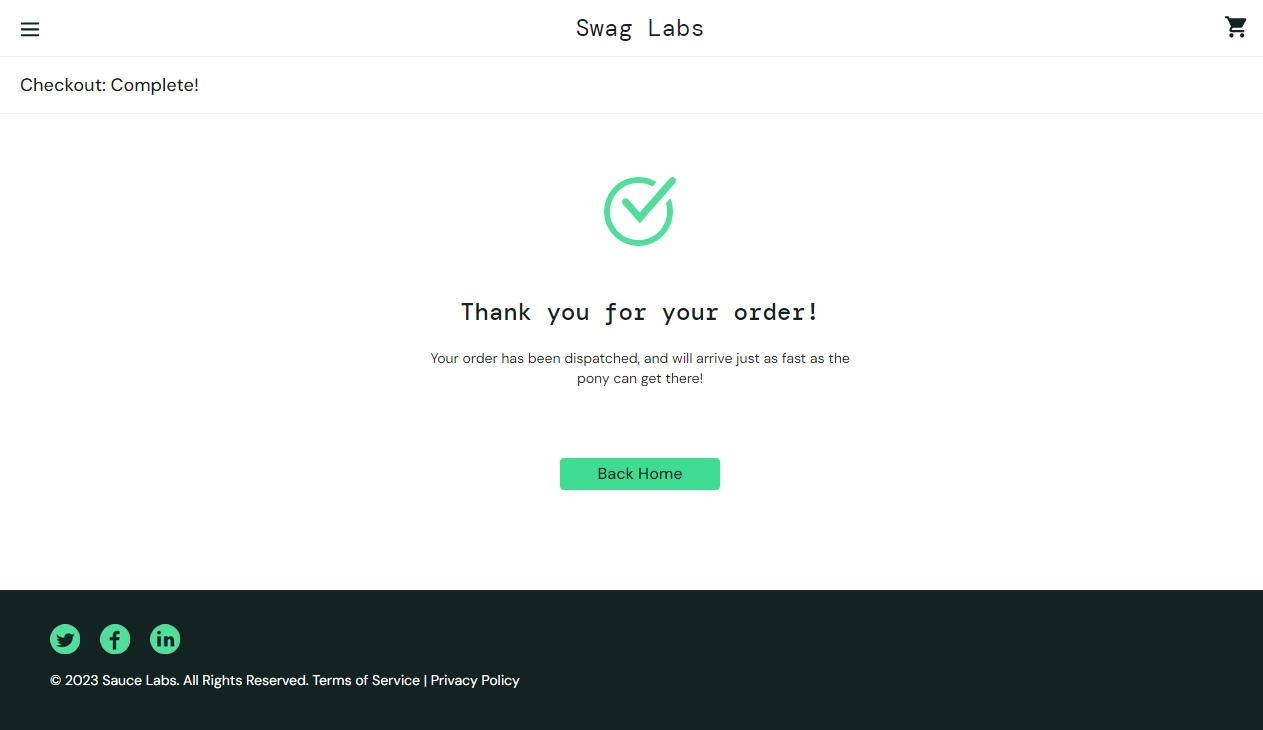 Swag Labs
Checkout: Complete!
Thank you for your order!
Your order has been dispatched, and will arrive just as fast as the
pony can get there!
Back Home
© 2023 Sauce Labs. All Rights Reserved. Terms of Service | Privacy Policy